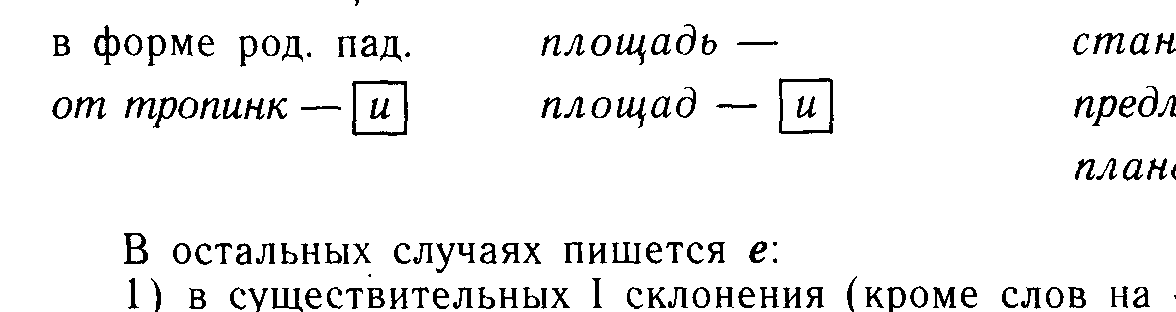 в форме род. пад. площадь —
от тропинк — и площад — и
В остальных случаях пишется е:
1) в существительных I склонения (кроме слов на